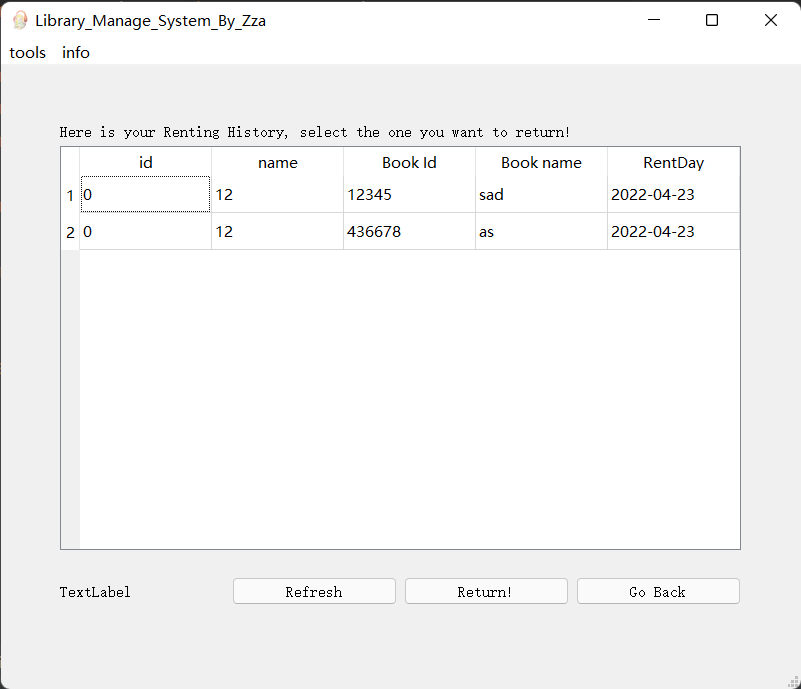 Library_Manage_System_By_Zza
tools info
Here is your Renting History, select the one you want to return!
id name Book Id Book name RentDay
1 0 12 12345 sad 2022-04-23
2 0 12 436678 as 2022-04-23
TextLabel Refresh Return! Go Back